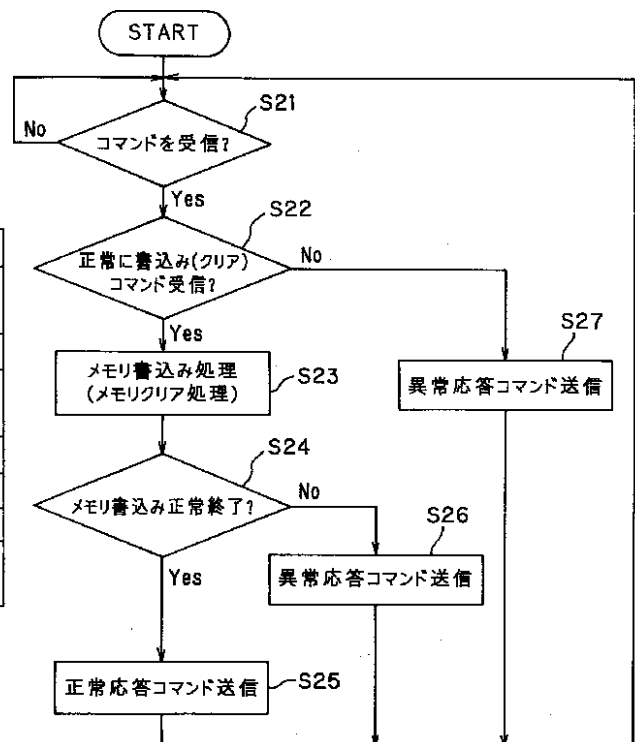 START
S21
No
コマンドを受信?
Yes
S22
正常に書込み(クリア)
コマンド受信?
No
Yes
S27
メモリ書込み処理
(メモリクリア処理)
S23
異常応答コマンド送信
S24
メモリ書込み正常終了?
No
S26
Yes
異常応答コマンド送信
正常応答コマンド送信
S25